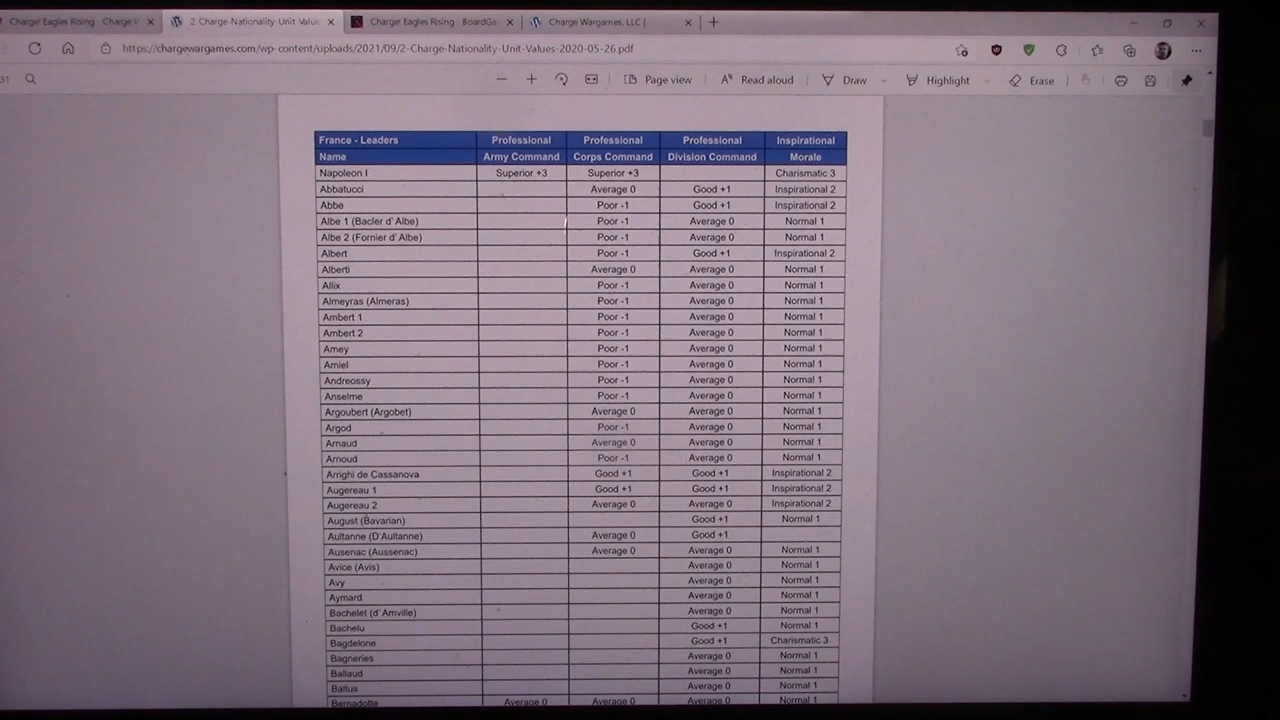 Charge! Eagles Rising - Charge V
2-Charge-Nationality-Unit-Value
Charge! Eagles Rising - BoardGa
Charge Wargames, LLC |
https://chargewargames.com/wp-content/uploads/2021/09/2-Charge-Nationality-Unit-Values-2020-05-26.pdf
31 Page view Read aloud Draw Highlight Erase
France - Leaders Professional Professional Professional Inspirational
Name Army Command Corps Command Division Command Morale
Napoleon I Superior +3 Superior +3 Charismatic 3
Abbatucci Average 0 Good +1 Inspirational 2
Abbe Poor -1 Good +1 Inspirational 2
Albe 1 (Bacler d' Albe) Poor -1 Average 0 Normal 1
Albe 2 (Fornier d' Albe) Poor -1 Average 0 Normal 1
Albert Poor -1 Good +1 Inspirational 2
Alberti Average 0 Average 0 Normal 1
Allix Poor -1 Average 0 Normal 1
Almeyras (Almeras) Poor -1 Average 0 Normal 1
Ambert 1 Poor -1 Average 0 Normal 1
Ambert 2 Poor -1 Average 0 Normal 1
Amey Poor -1 Average 0 Normal 1
Amiel Poor -1 Average 0 Normal 1
Andreossy Poor -1 Average 0 Normal 1
Anselme Poor -1 Average 0 Normal 1
Argoubert (Argobet) Average 0 Average 0 Normal 1
Argod Poor -1 Average 0 Normal 1
Arnaud Average 0 Average 0 Normal 1
Arnoud Poor -1 Average 0 Normal 1
Arrighi de Cassanova Good +1 Good +1 Inspirational 2
Augereau 1 Good +1 Good +1 Inspirational 2
Augereau 2 Average 0 Average 0 Inspirational 2
August (Bavarian) Good +1 Normal 1
Aultanne (D'Aultanne) Average 0 Good +1
Ausenac (Aussenac) Average 0 Average 0 Normal 1
Avice (Avis) Average 0 Normal 1
Avy Average 0 Normal 1
Aymard Average 0 Normal 1
Bachelet (d' Amville) Average 0 Normal 1
Bachelu Good +1 Normal 1
Bagdelone Good +1 Charismatic 3
Bagneries Average 0 Normal 1
Ballaud Average 0 Normal 1
Baltus Average 0 Normal 1
Bernadotte Average 0 Average 0 Average 0 Normal 1